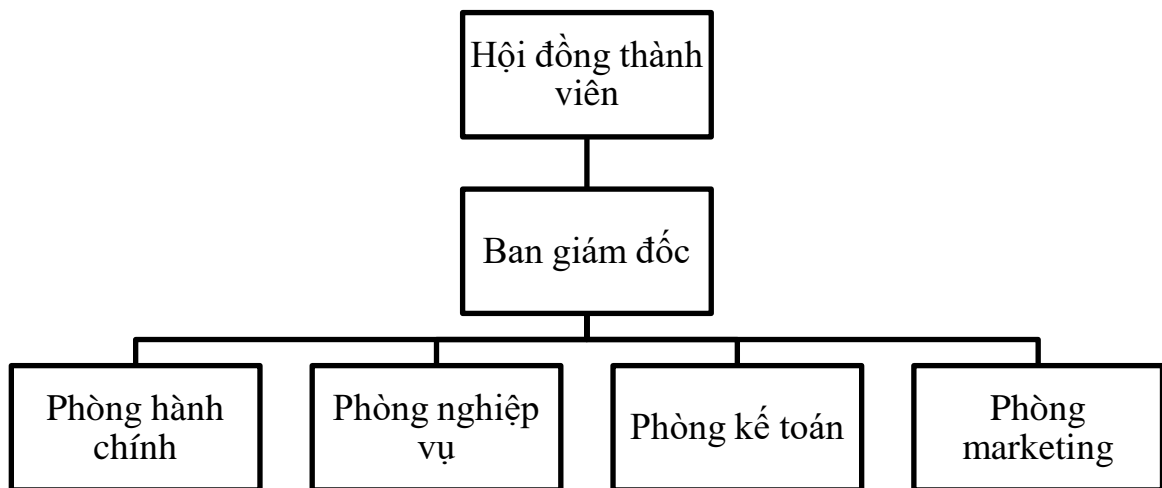 Hội đồng thành
viên
Ban giám đốc
Phòng hành
chính
Phòng nghiệp
vụ
Phòng kế toán
Phòng
marketing